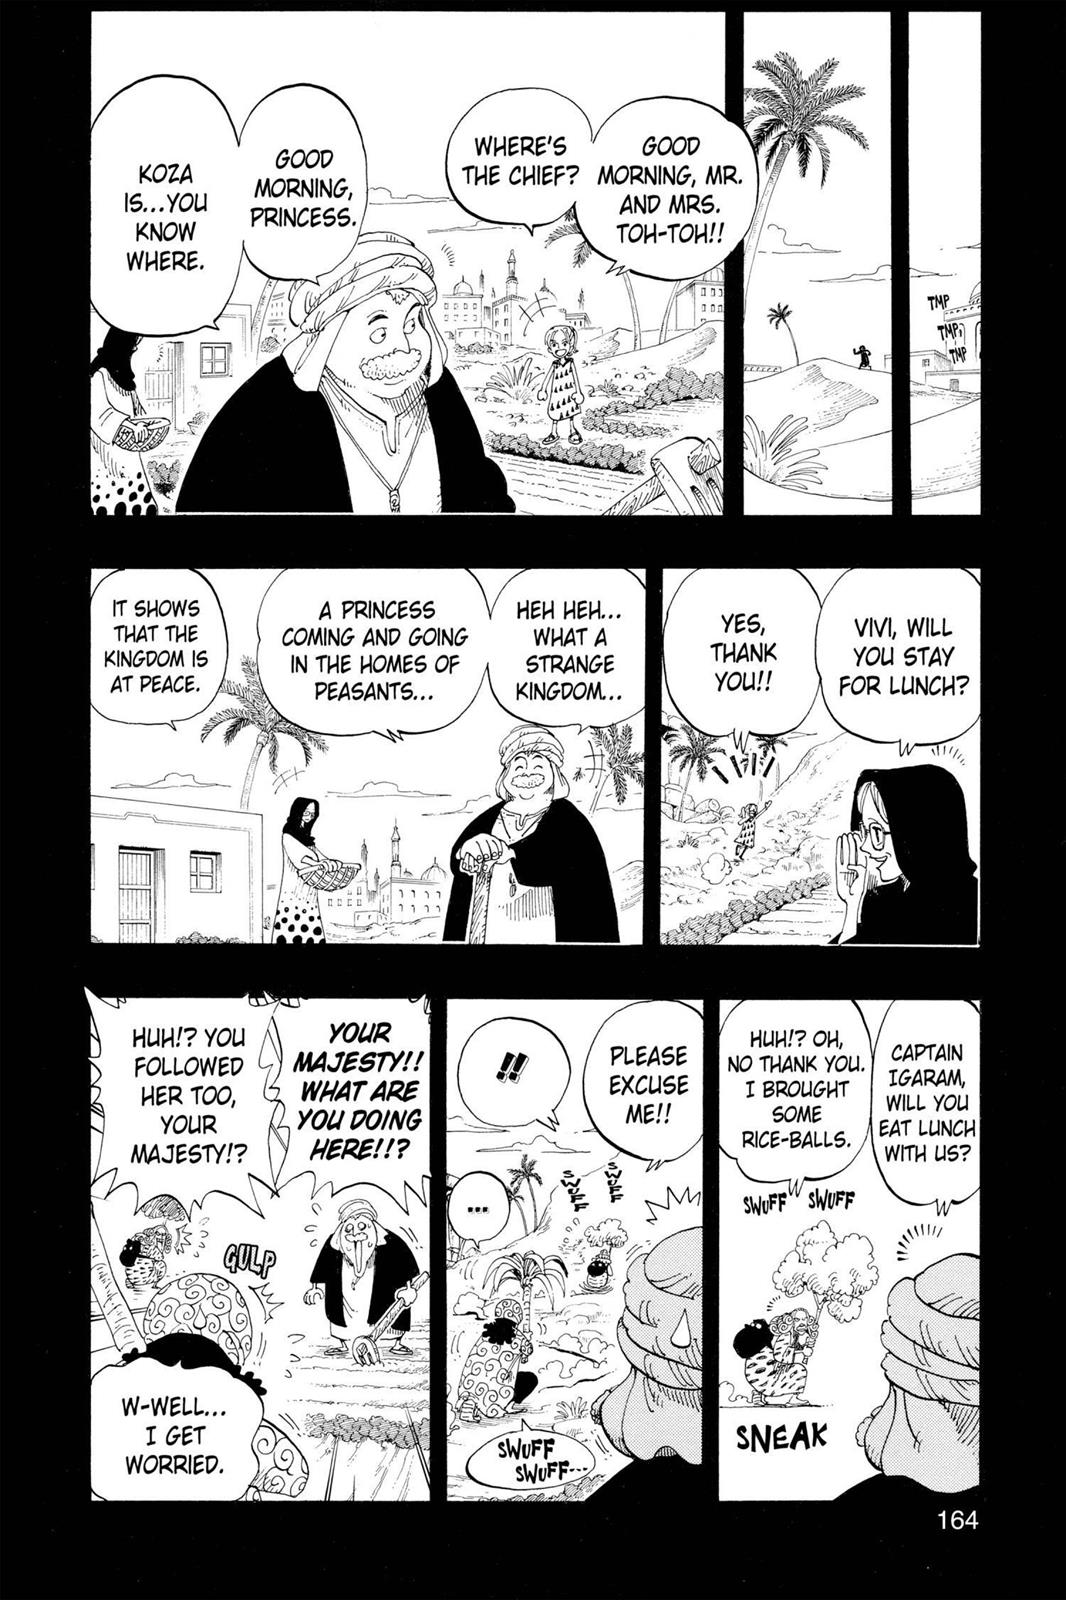 TMP
TMP,
TMP
GOOD
MORNING, MR.
AND MRS.
TOH-TOH!!
WHERE'S
THE CHIEF?
GOOD
MORNING,
PRINCESS.
KOZA
IS...YOU
KNOW
WHERE.
VIVI, WILL
YOU STAY
FOR LUNCH?
YES,
THANK
YOU!!
HEH HEH...
WHAT A
STRANGE
KINGDOM...
A PRINCESS
COMING AND GOING
IN THE HOMES OF
PEASANTS...
IT SHOWS
THAT THE
KINGDOM IS
AT PEACE.
CAPTAIN
IGARAM,
WILL YOU
EAT LUNCH
WITH US?
HUH!? OH,
NO THANK YOU.
I BROUGHT
SOME
RICE-BALLS.
SWUFF SWUFF
SNEAK
PLEASE
EXCUSE
ME!!
!!
SWUFF
SWUFF
...
SWUFF
SWUFF...
YOUR
MAJESTY!!
WHAT ARE
YOU DOING
HERE!!?
HUH!? YOU
FOLLOWED
HER TOO,
YOUR
MAJESTY!?
GULP
W-WELL...
I GET
WORRIED.
164